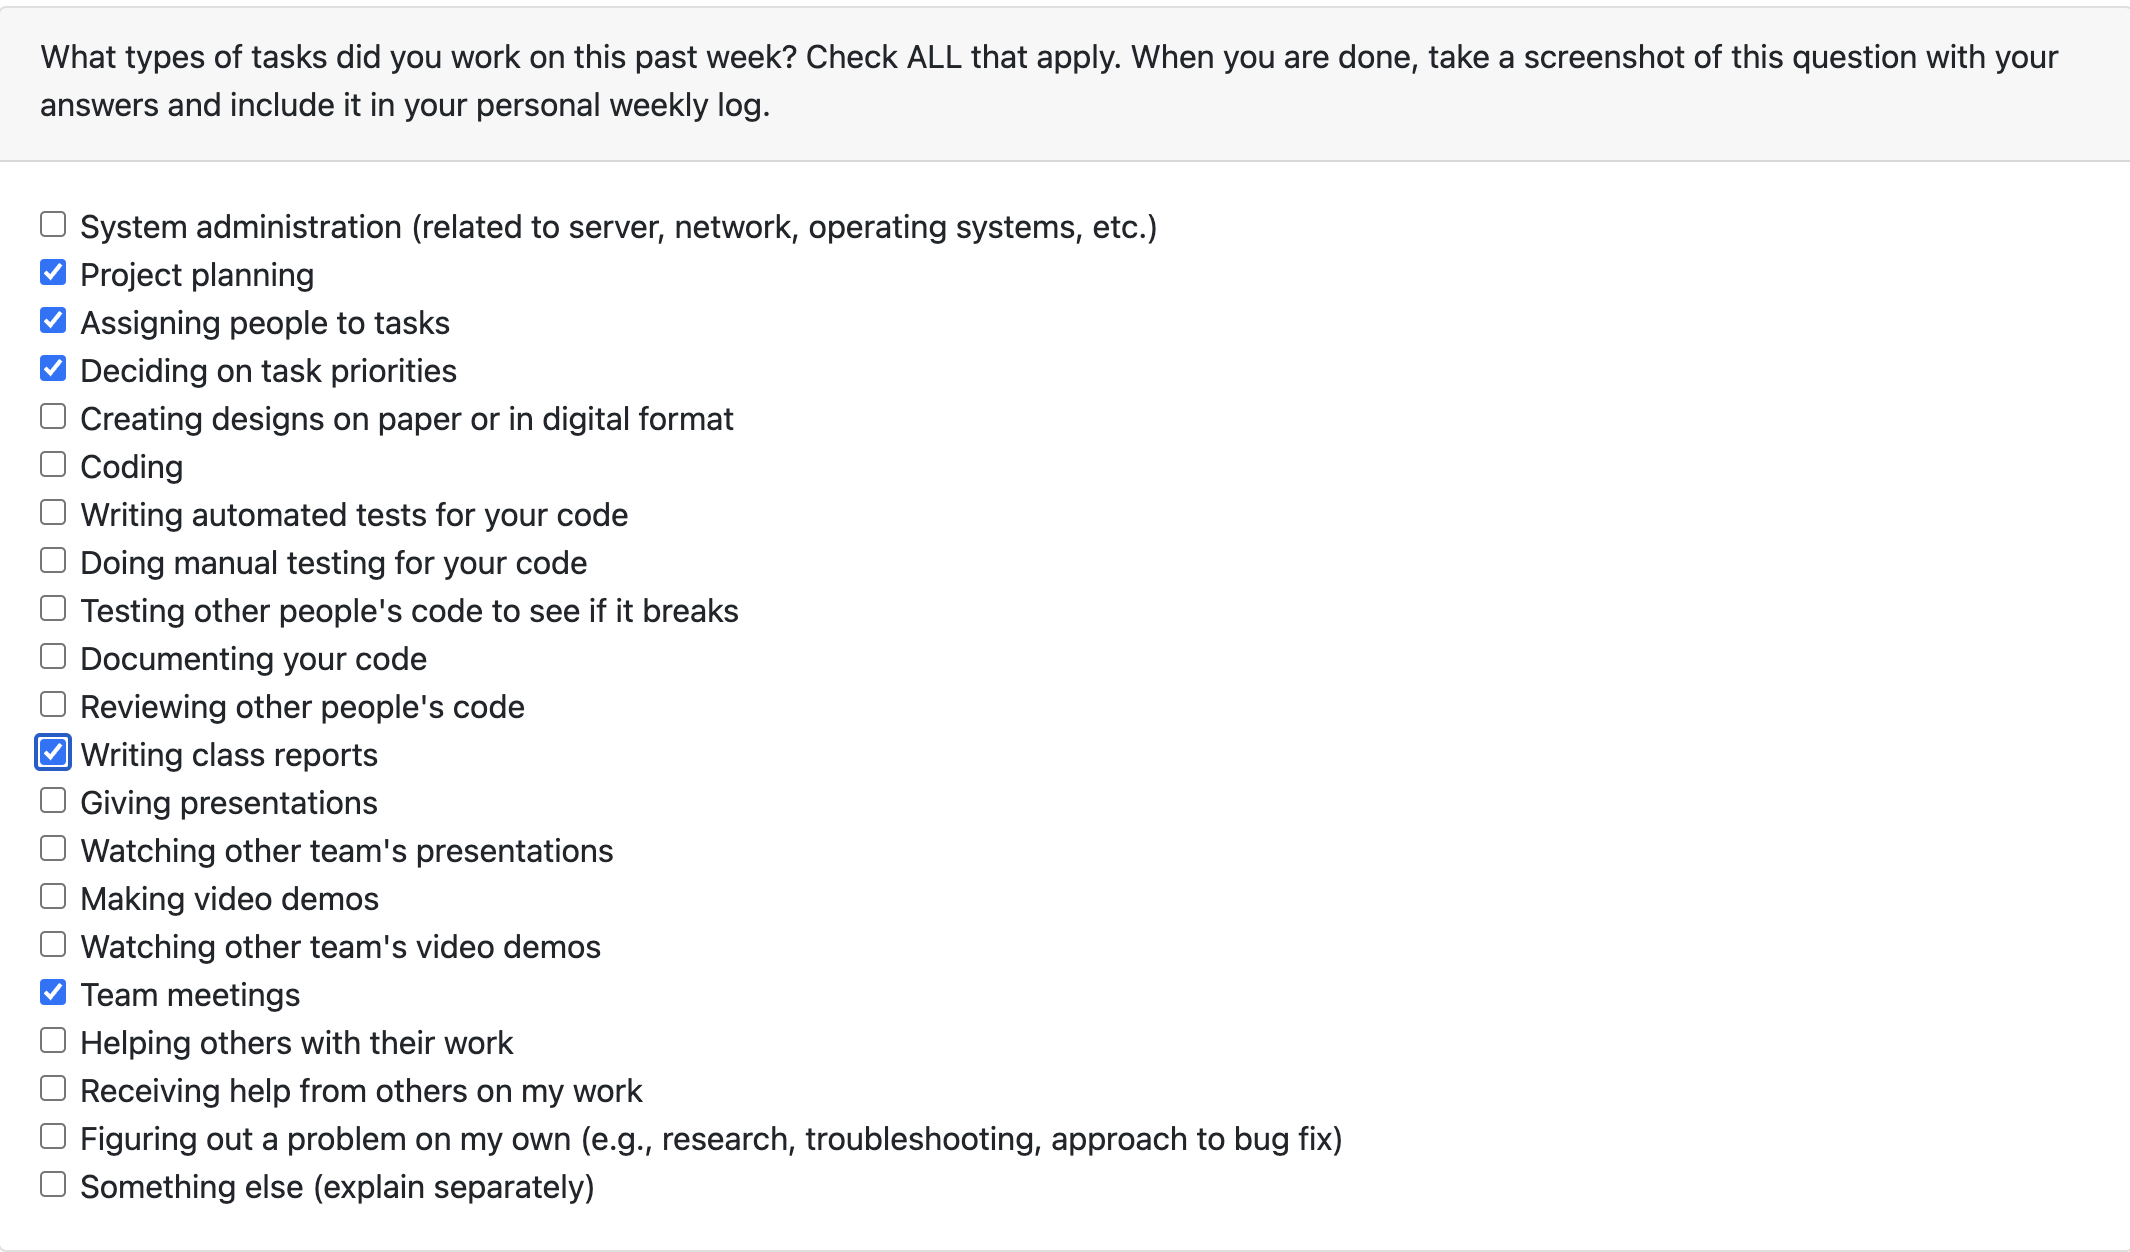 What types of tasks did you work on this past week? Check ALL that apply. When you are done, take a screenshot of this question with your
answers and include it in your personal weekly log.
System administration (related to server, network, operating systems, etc.)
Project planning
Assigning people to tasks
Deciding on task priorities
Creating designs on paper or in digital format
Coding
Writing automated tests for your code
Doing manual testing for your code
Testing other people's code to see if it breaks
Documenting your code
Reviewing other people's code
Writing class reports
Giving presentations
Watching other team's presentations
Making video demos
Watching other team's video demos
Team meetings
Helping others with their work
Receiving help from others on my work
Figuring out a problem on my own (e.g., research, troubleshooting, approach to bug fix)
Something else (explain separately)